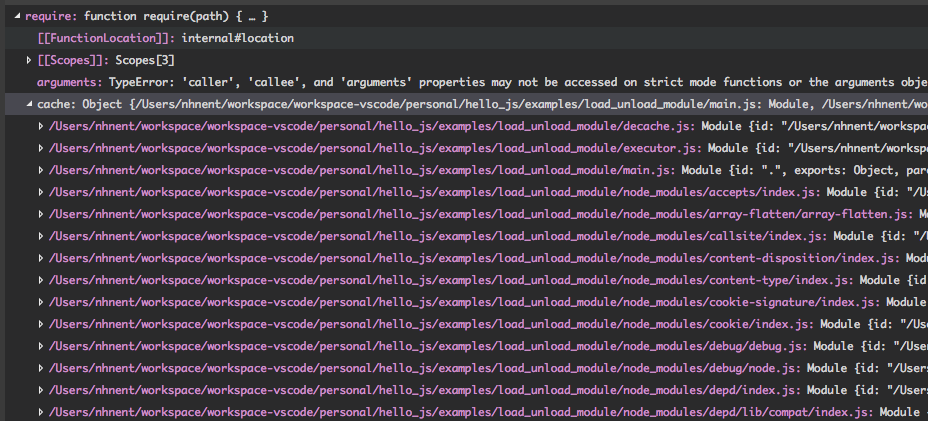 require: function require(path) { … }
[[FunctionLocation]]: internal#location
[[Scopes]]: Scopes[3]
arguments: TypeError: 'caller', 'callee', and 'arguments' properties may not be accessed on strict mode functions or the arguments obje
cache: Object {/Users/nhnent/workspace/workspace-vscode/personal/hello_js/examples/load_unload_module/main.js: Module, /Users/nhnent/wo
/Users/nhnent/workspace/workspace-vscode/personal/hello_js/examples/load_unload_module/decache.js: Module {id: "/Users/nhnent/workspa
/Users/nhnent/workspace/workspace-vscode/personal/hello_js/examples/load_unload_module/executor.js: Module {id: "/Users/nhnent/worksp
/Users/nhnent/workspace/workspace-vscode/personal/hello_js/examples/load_unload_module/main.js: Module {id: ".", exports: Object, pare
/Users/nhnent/workspace/workspace-vscode/personal/hello_js/examples/load_unload_module/node_modules/accepts/index.js: Module {id: "/U
/Users/nhnent/workspace/workspace-vscode/personal/hello_js/examples/load_unload_module/node_modules/array-flatten/array-flatten.js: M
/Users/nhnent/workspace/workspace-vscode/personal/hello_js/examples/load_unload_module/node_modules/callsite/index.js: Module {id: "/
/Users/nhnent/workspace/workspace-vscode/personal/hello_js/examples/load_unload_module/node_modules/content-disposition/index.js: Modu
/Users/nhnent/workspace/workspace-vscode/personal/hello_js/examples/load_unload_module/node_modules/content-type/index.js: Module {id
/Users/nhnent/workspace/workspace-vscode/personal/hello_js/examples/load_unload_module/node_modules/cookie-signature/index.js: Module
/Users/nhnent/workspace/workspace-vscode/personal/hello_js/examples/load_unload_module/node_modules/cookie/index.js: Module {id: "/Us
/Users/nhnent/workspace/workspace-vscode/personal/hello_js/examples/load_unload_module/node_modules/debug/debug.js: Module {id: "/User
/Users/nhnent/workspace/workspace-vscode/personal/hello_js/examples/load_unload_module/node_modules/debug/node.js: Module {id: "/Users
/Users/nhnent/workspace/workspace-vscode/personal/hello_js/examples/load_unload_module/node_modules/depd/index.js: Module {id: "/Users
/Users/nhnent/workspace/workspace-vscode/personal/hello_js/examples/load_unload_module/node_modules/depd/lib/compat/index.js: Module {